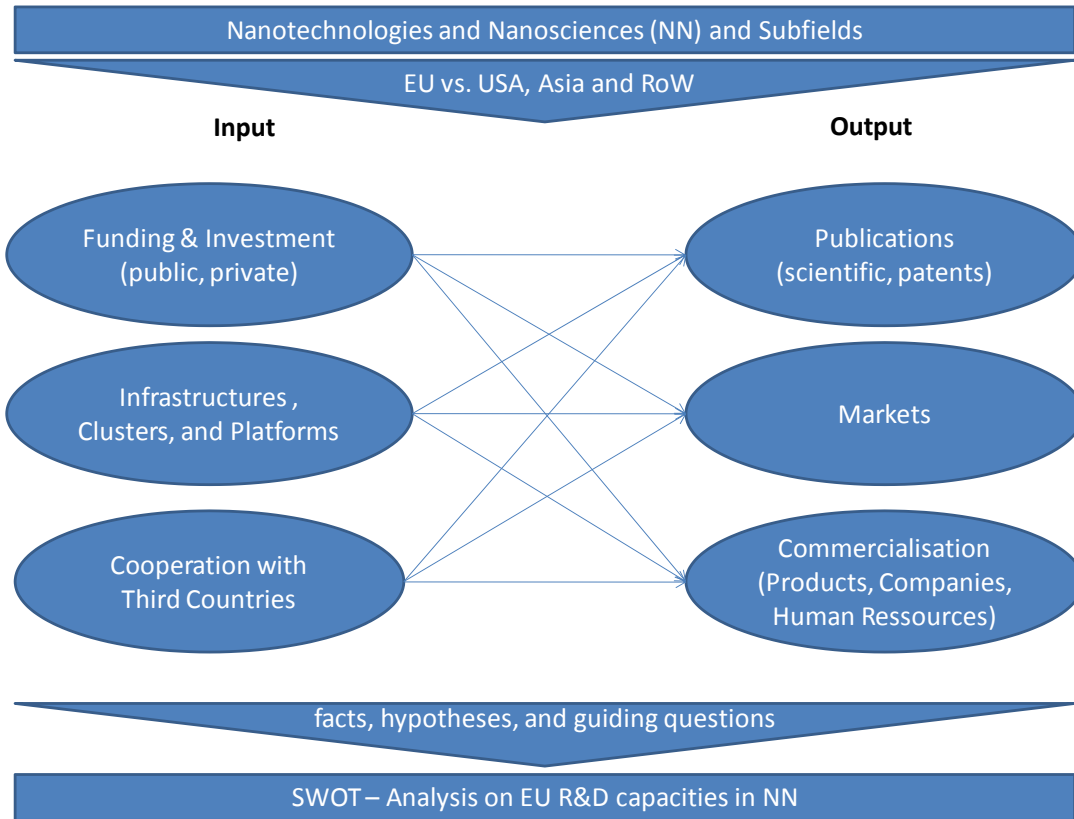 Nanotechnologies and Nanosciences (NN) and Subfields
EU vs. USA, Asia and RoW
Input
Output
Funding & Investment
(public, private)
Publications
(scientific, patents)
Infrastructures ,
Clusters, and Platforms
Markets
Cooperation with
Third Countries
Commercialisation
(Products, Companies,
Human Ressources)
facts, hypotheses, and guiding questions
SWOT – Analysis on EU R&D capacities in NN